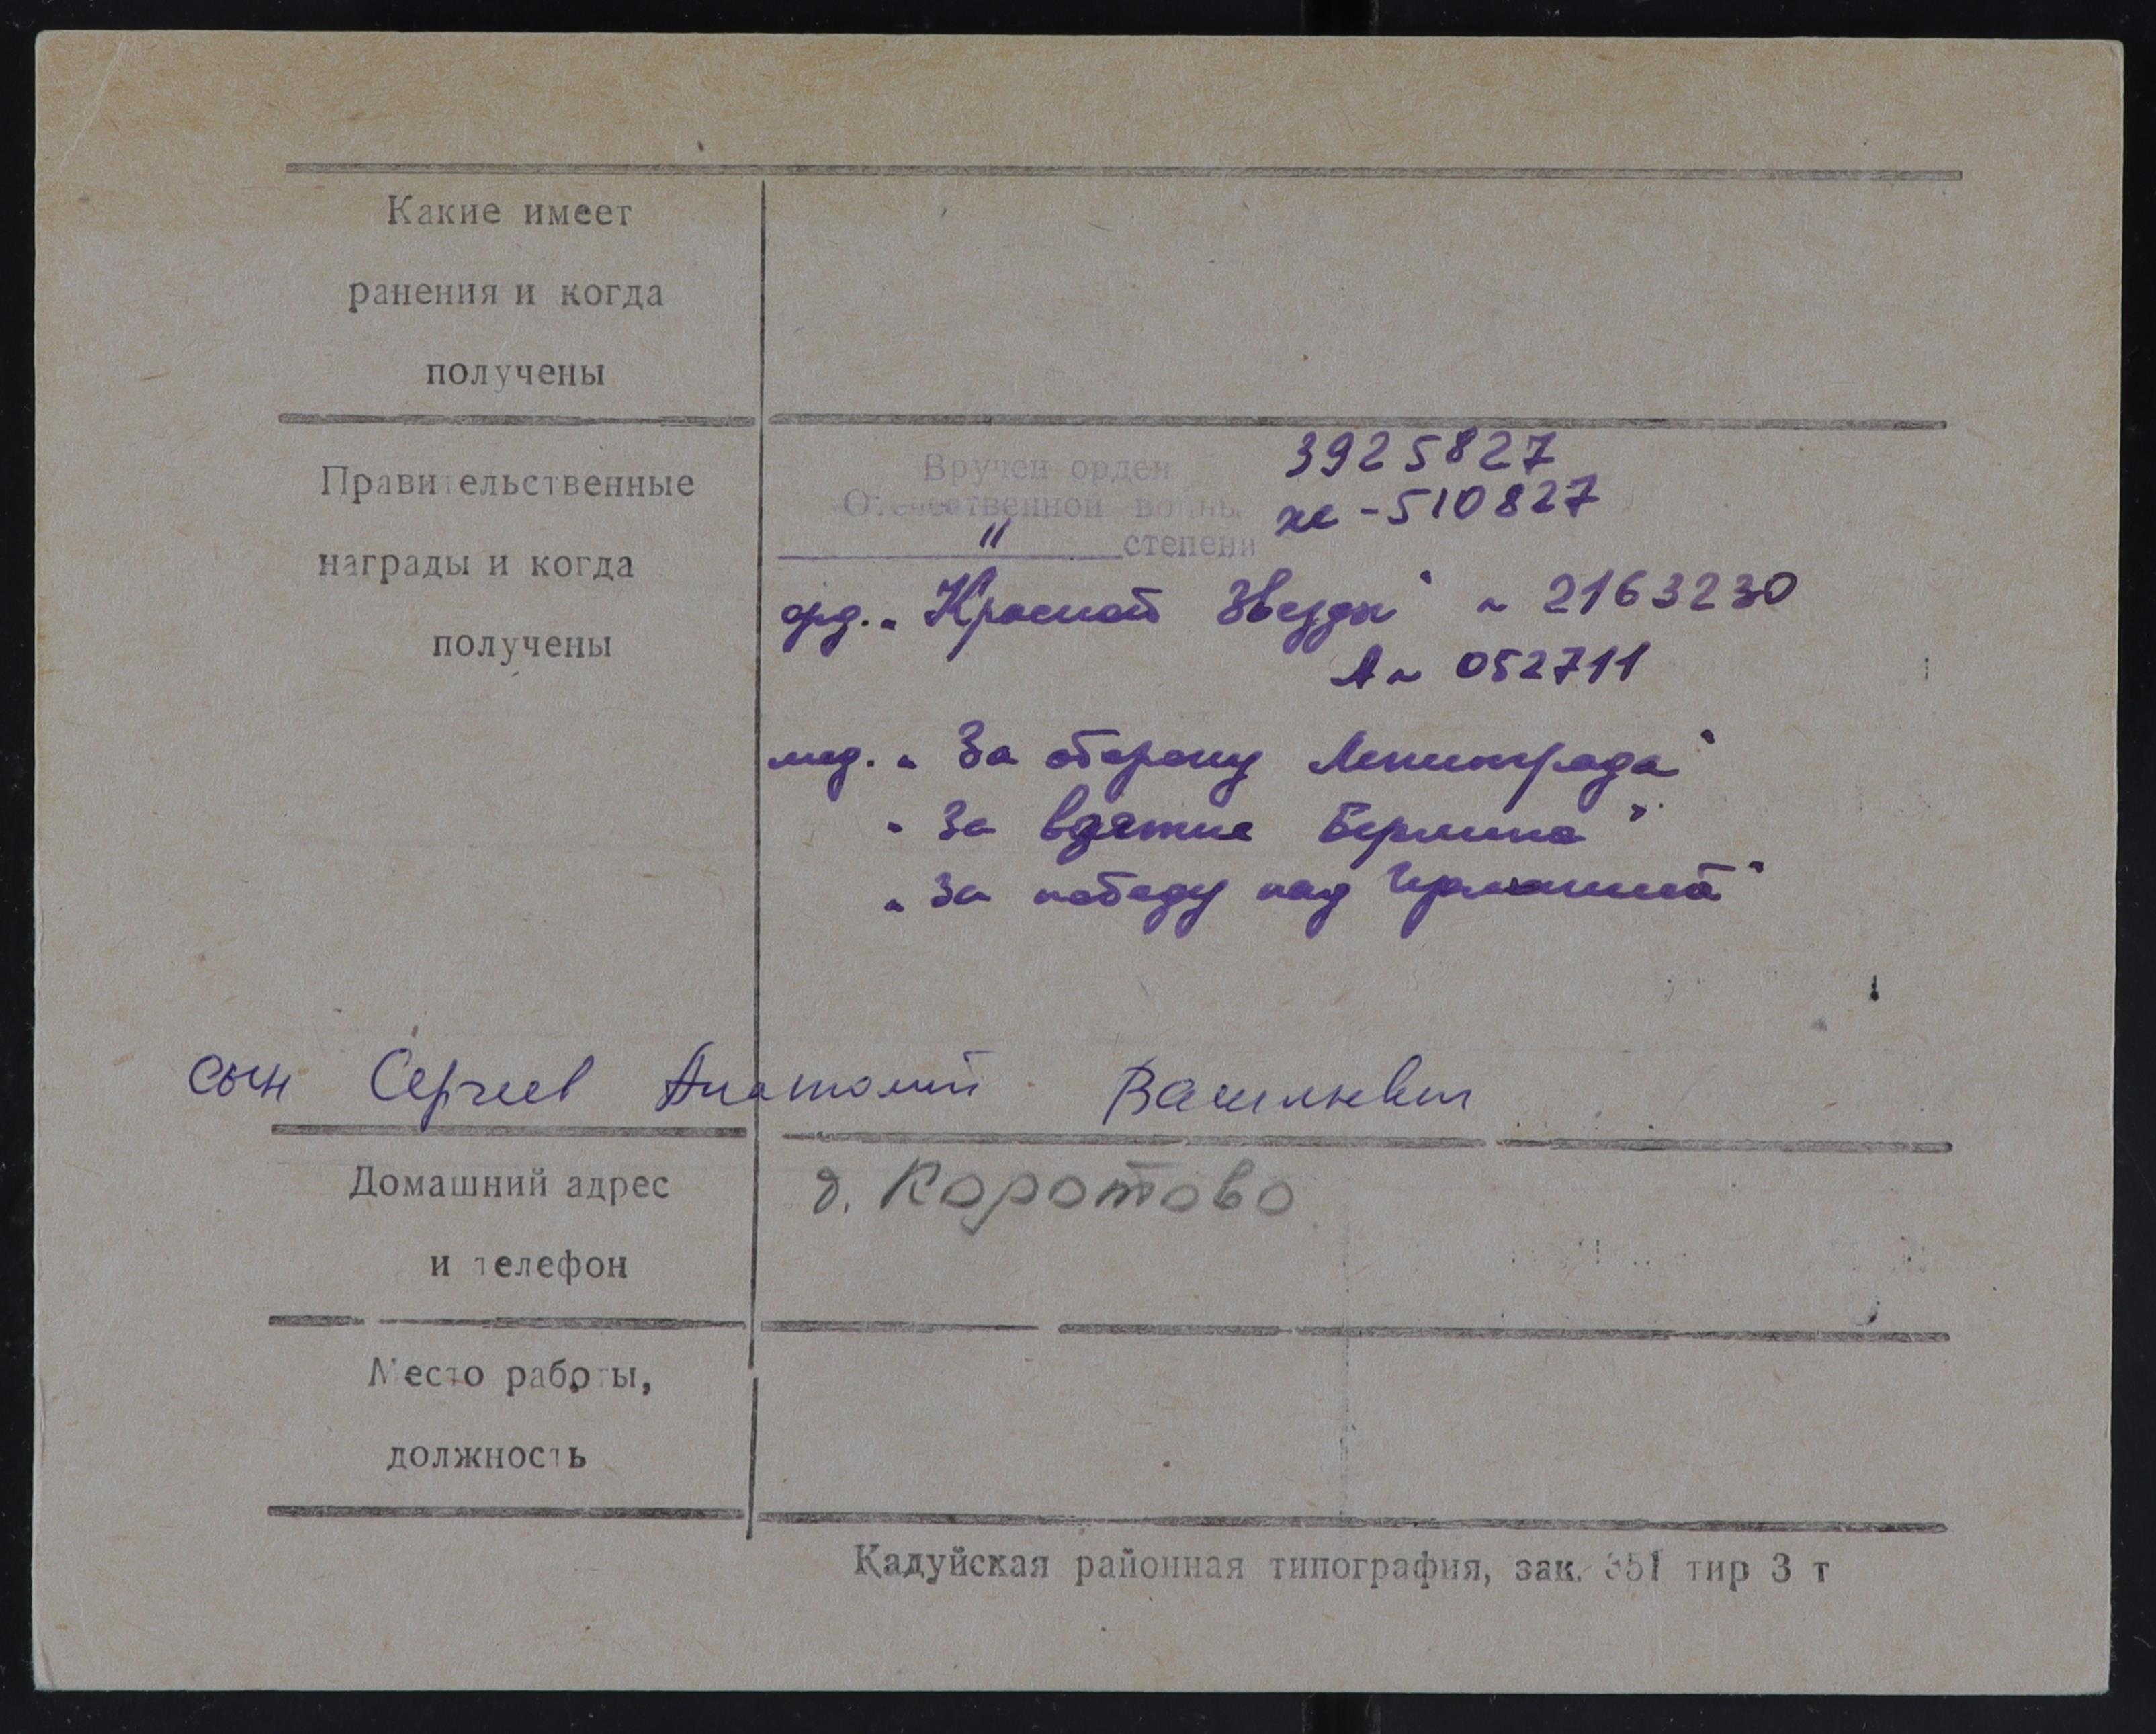 Какие имеет
ранения и когда
получены
Правительственные
награды и когда
получены
Вручен орден 3925827
Отечественной войны же - 510827
" степени
орд. „Красной Звезды" ~ 2163230
А ~ 052711
мед. „За оборону Ленинграда"
„За взятие Берлина"
„За победу над Германией"
сын Сергеев Анатолий Васильевич
Домашний адрес
и телефон
д. Коротово
Место работы,
должность
Кадуйская районная типография, зак. 351 тир 3 т